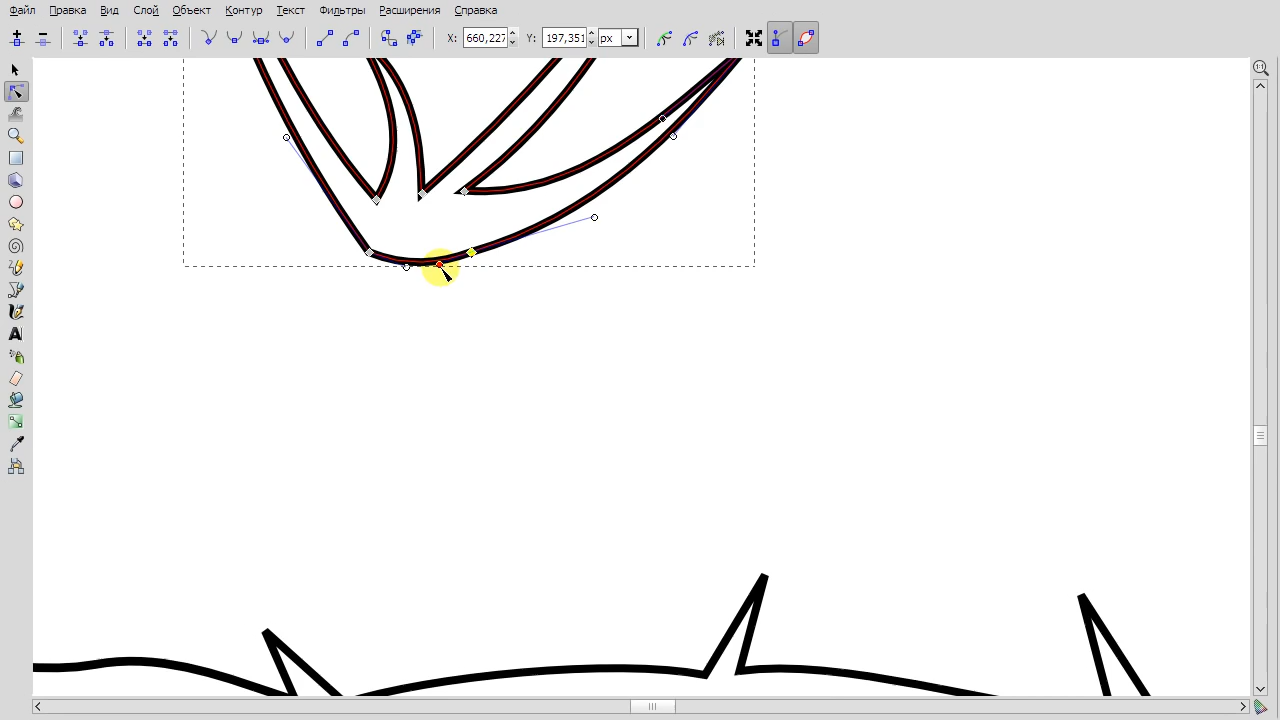 Файл Правка Вид Слой Объект Контур Текст Фильтры Расширения Справка
X: 660,227 Y: 197,351 px